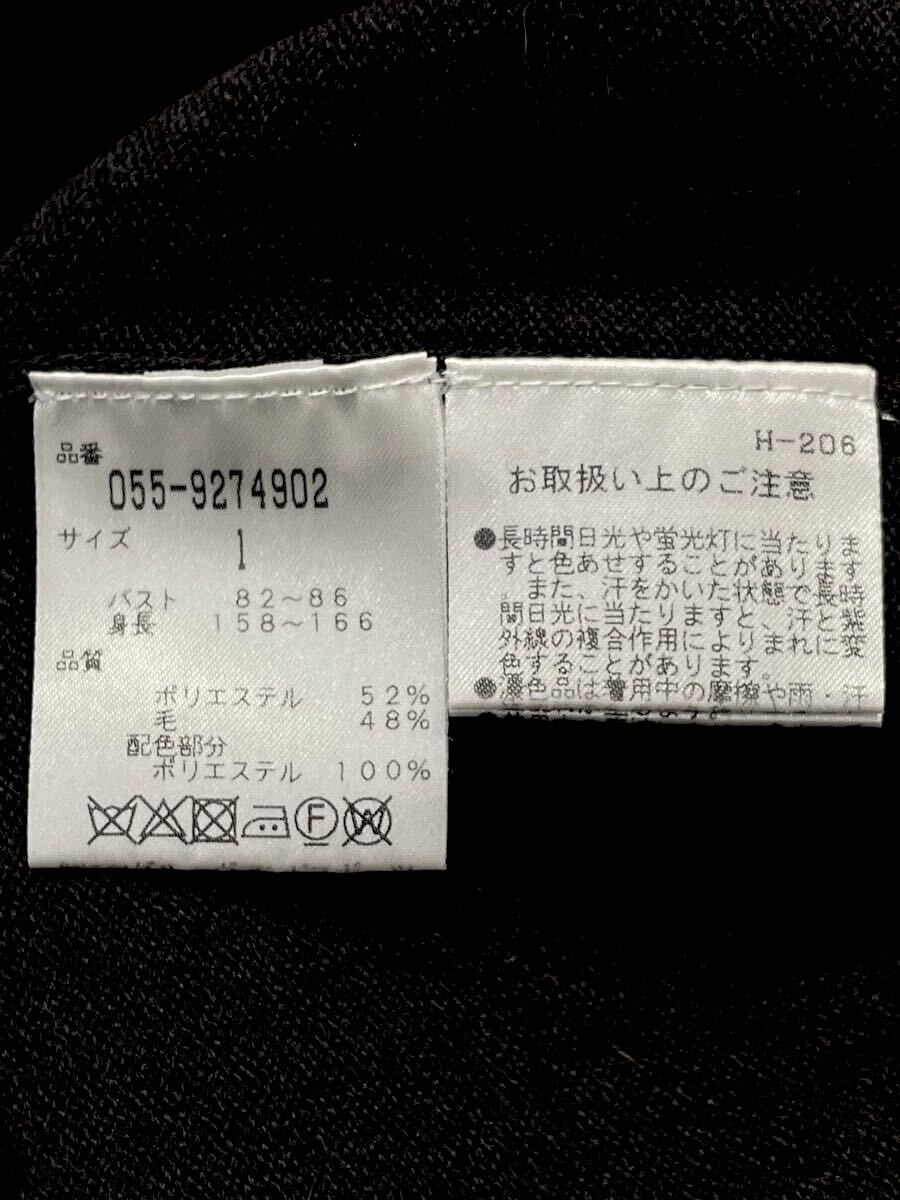 品番
055-9274902
サイズ 1
バスト 82〜86
身長 158〜166
品質
ポリエステル 52%
毛 48%
配色部分
ポリエステル 100%
F
W
H-206
お取扱い上のご注意
●長時間日光や蛍光灯に当たりま
すと色あせすることがあります
。また、汗をかいた状態で長時
間日光に当たりますと、汗と紫
外線の複合作用によりまれに変
色することがあります。
●濃色品は着用中の摩擦や雨・汗